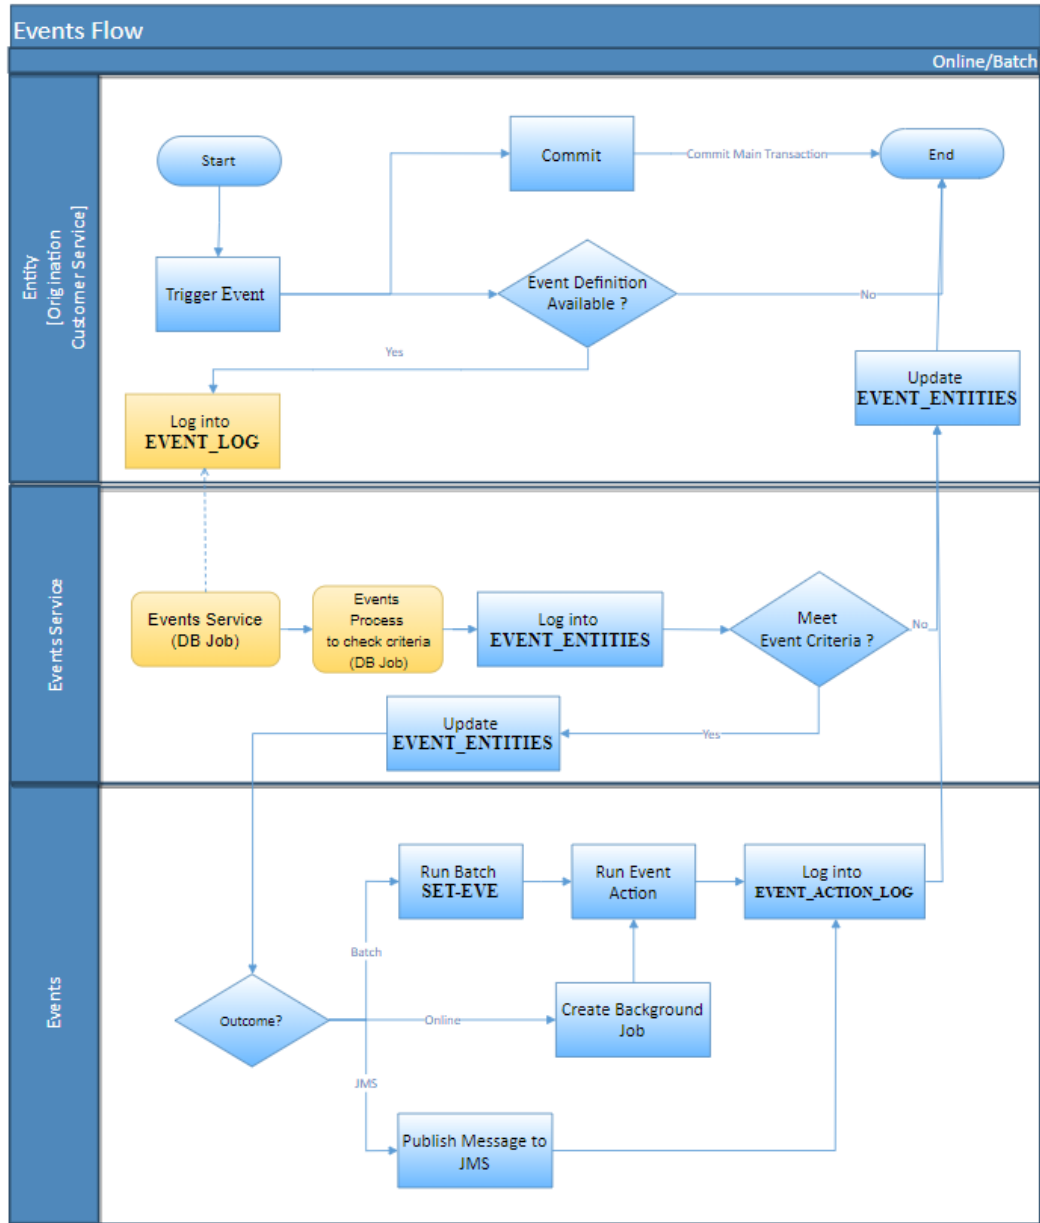 Events Flow
Online/Batch
Entity
[Origination
Customer Service]
Start
Commit
Commit Main Transaction
End
Trigger Event
Event Definition
Available ?
No
Yes
Update
EVENT_ENTITIES
Log into
EVENT_LOG
Events Service
Events Service
(DB Job)
Events
Process
to check criteria
(DB Job)
Log into
EVENT_ENTITIES
Meet
Event Criteria ?
No
Update
EVENT_ENTITIES
Yes
Events
Run Batch
SET-EVE
Run Event
Action
Log into
EVENT_ACTION_LOG
Batch
Outcome?
Online
Create Background
Job
JMS
Publish Message to
JMS